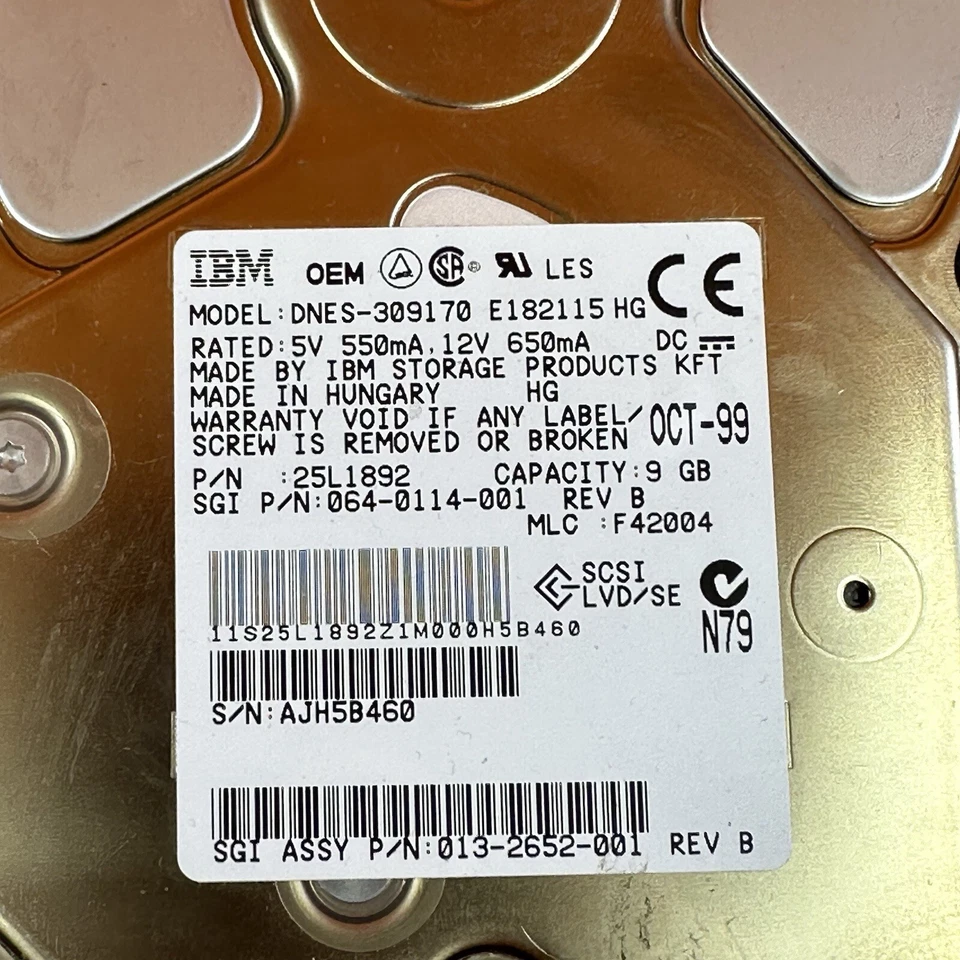 IBM OEM SA ® RU LES
CE
MODEL:DNES-309170 E182115 HG
RATED:5V 550mA,12V 650mA DC
MADE BY IBM STORAGE PRODUCTS KFT
MADE IN HUNGARY HG
WARRANTY VOID IF ANY LABEL/
SCREW IS REMOVED OR BROKEN OCT-99
P/N :25L1892 CAPACITY:9 GB
SGI P/N:064-0114-001 REV B
MLC :F42004
SCSI
LVD/SE
N79
11S25L1892Z1M000H5B460
S/N:AJH5B460
SGI ASSY P/N:013-2652-001 REV B